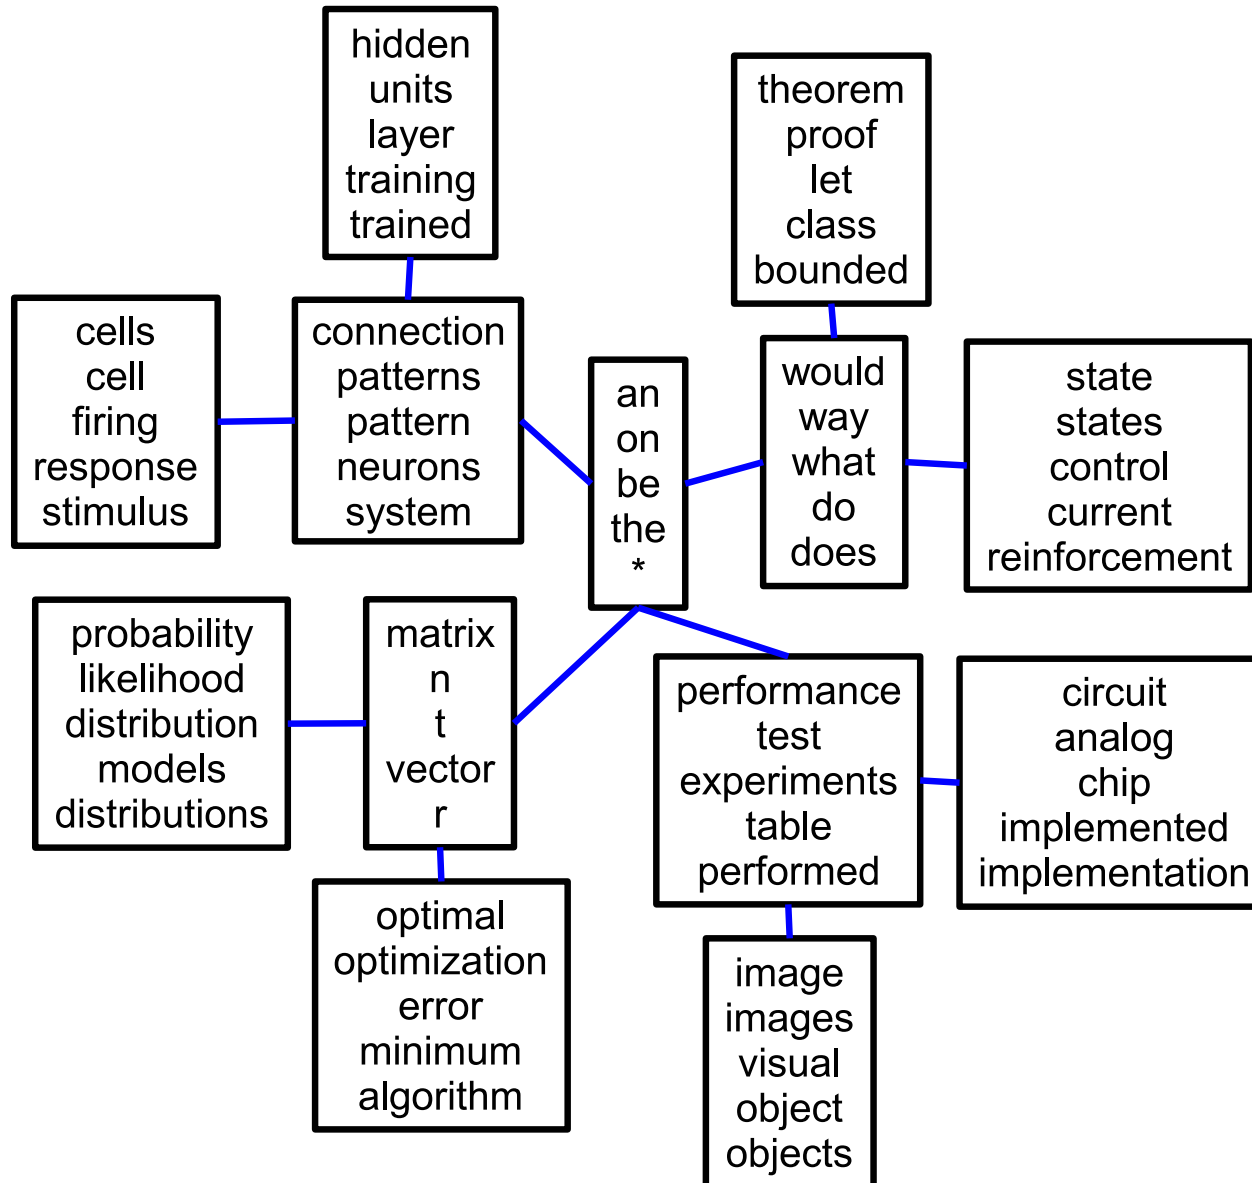 hidden
units
layer
training
trained
theorem
proof
let
class
bounded
cells
cell
firing
response
stimulus
connection
patterns
pattern
neurons
system
an
on
be
the
*
would
way
what
do
does
state
states
control
current
reinforcement
probability
likelihood
distribution
models
distributions
matrix
n
t
vector
r
performance
test
experiments
table
performed
circuit
analog
chip
implemented
implementation
optimal
optimization
error
minimum
algorithm
image
images
visual
object
objects